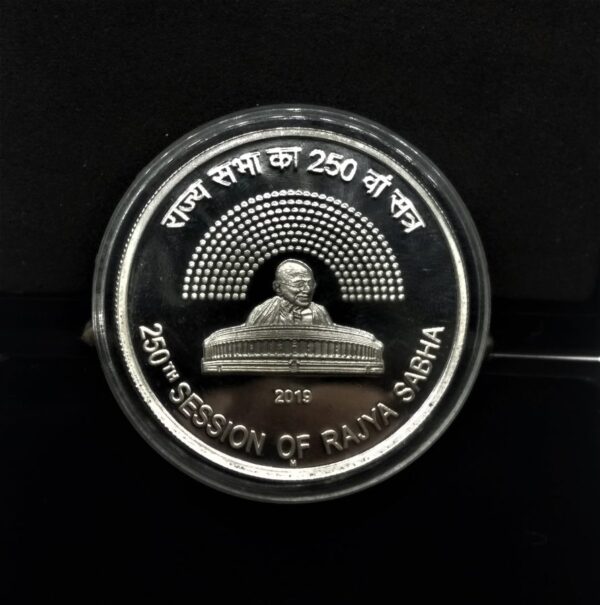 राज्य सभा का 250 वां सत्र
2019
250TH SESSION OF RAJYA SABHA
M